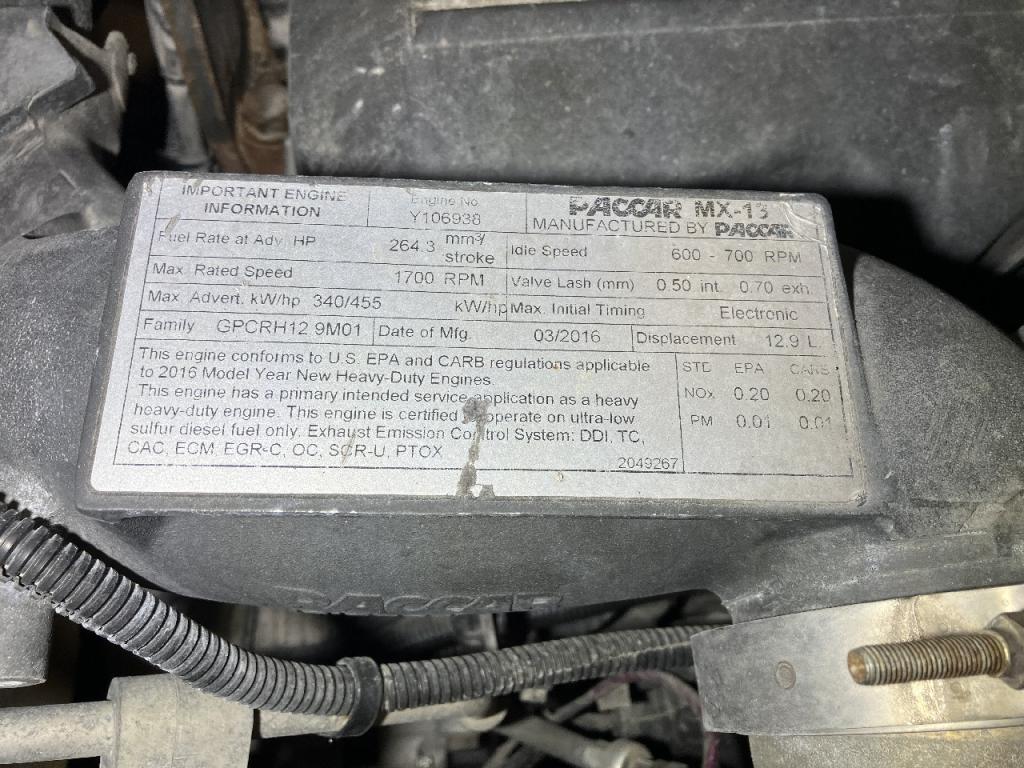 IMPORTANT ENGINE
INFORMATION
Engine No
Y106938
PACCAR MX-13
MANUFACTURED BY PACCAR
Fuel Rate at Adv. HP 264.3 mm³/
stroke
Idle Speed 600 - 700 RPM
Max. Rated Speed 1700 RPM
Valve Lash (mm) 0.50 int. 0.70 exh.
Max. Advert. kW/hp 340/455 kW/hp
Max. Initial Timing Electronic
Family GPCRH12.9M01
Date of Mfg. 03/2016
Displacement 12.9 L
This engine conforms to U.S. EPA and CARB regulations applicable
to 2016 Model Year New Heavy-Duty Engines.
This engine has a primary intended service application as a heavy
heavy-duty engine. This engine is certified operate on ultra-low
sulfur diesel fuel only. Exhaust Emission Control System: DDI, TC,
CAC, ECM, EGR-C, OC, SCR-U, PTOX
2049267
STD EPA CARB
NOx 0.20 0.20
PM 0.01 0.01
PACCAR